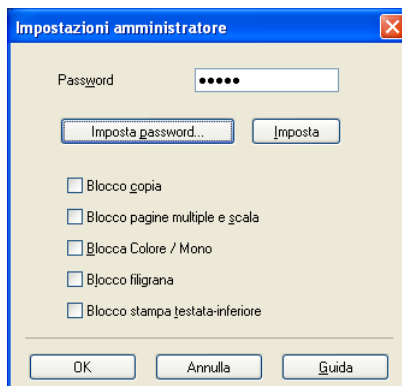 Impostazioni amministratore
Password
•••••
Imposta password... Imposta
Blocco copia
Blocco pagine multiple e scala
Blocca Colore / Mono
Blocco filigrana
Blocco stampa testata-inferiore
OK Annulla Guida